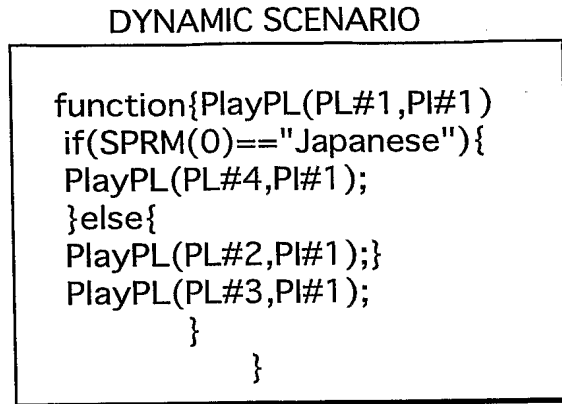 DYNAMIC SCENARIO
function{PlayPL(PL#1,PI#1)
if(SPRM(0)=="Japanese"){
PlayPL(PL#4,PI#1);
}else{
PlayPL(PL#2,PI#1);}
PlayPL(PL#3,PI#1);
}
}